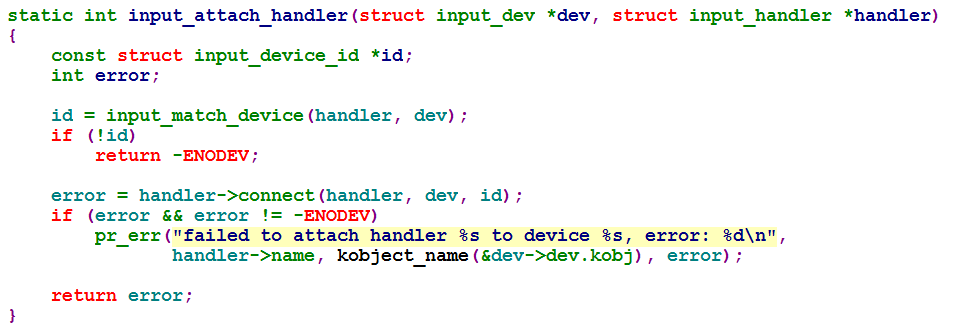 static int input_attach_handler(struct input_dev *dev, struct input_handler *handler)
{
    const struct input_device_id *id;
    int error;

    id = input_match_device(handler, dev);
    if (!id)
        return -ENODEV;

    error = handler->connect(handler, dev, id);
    if (error && error != -ENODEV)
        pr_err("failed to attach handler %s to device %s, error: %d\n",
               handler->name, kobject_name(&dev->dev.kobj), error);

    return error;
}